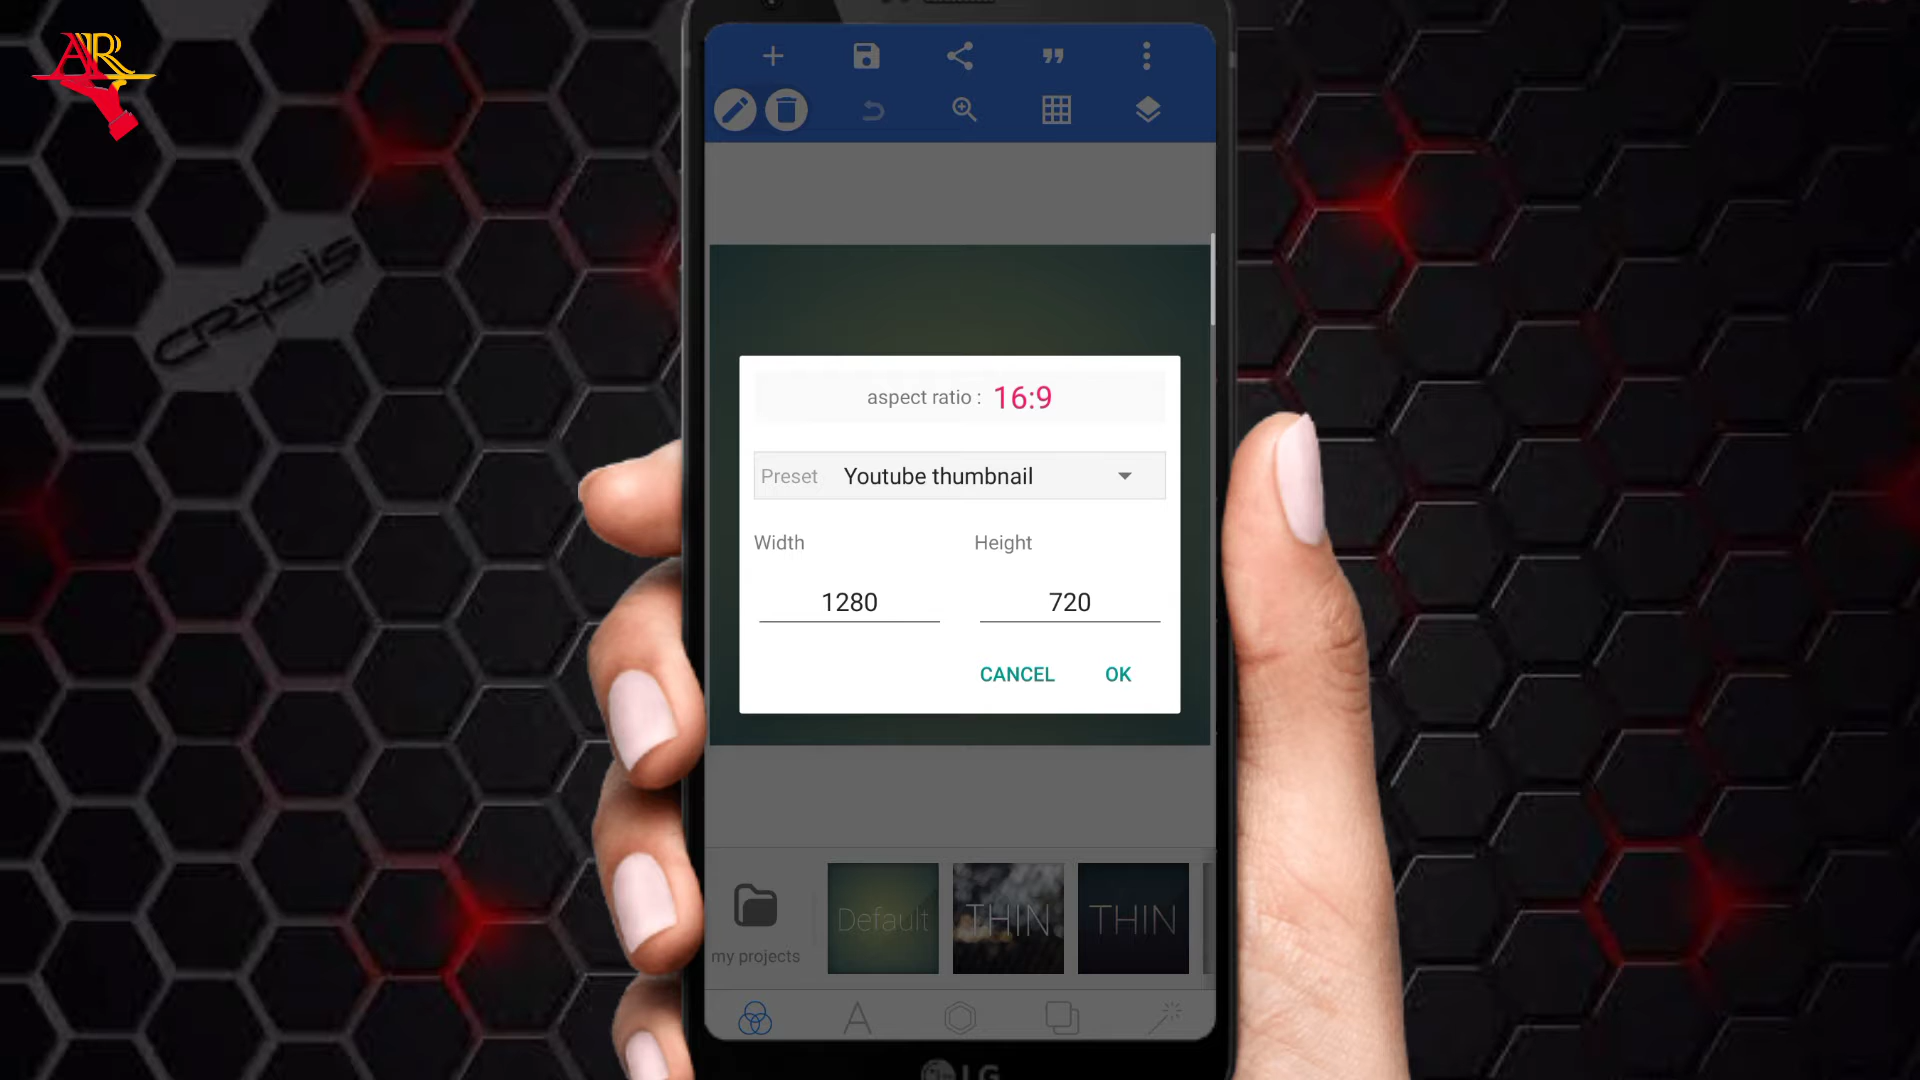 AR
CRYSIS
aspect ratio : 16:9
Preset Youtube thumbnail
Width Height
1280 720
CANCEL OK
Default THIN THIN
my projects
LG